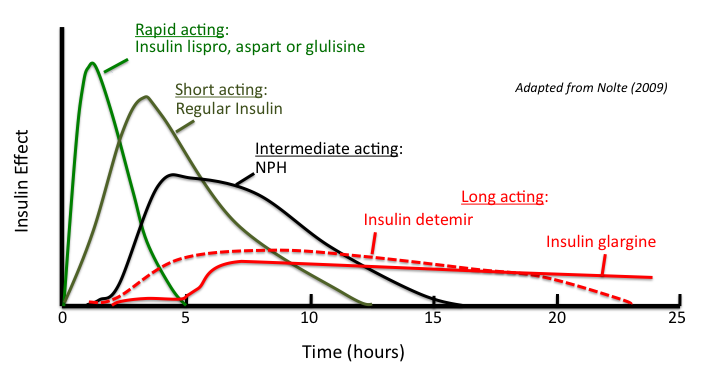 Rapid acting:
Insulin lispro, aspart or glulisine
Short acting:
Regular Insulin
Adapted from Nolte (2009)
Intermediate acting:
NPH
Long acting:
Insulin detemir
Insulin glargine
Insulin Effect
0 5 10 15 20 25
Time (hours)